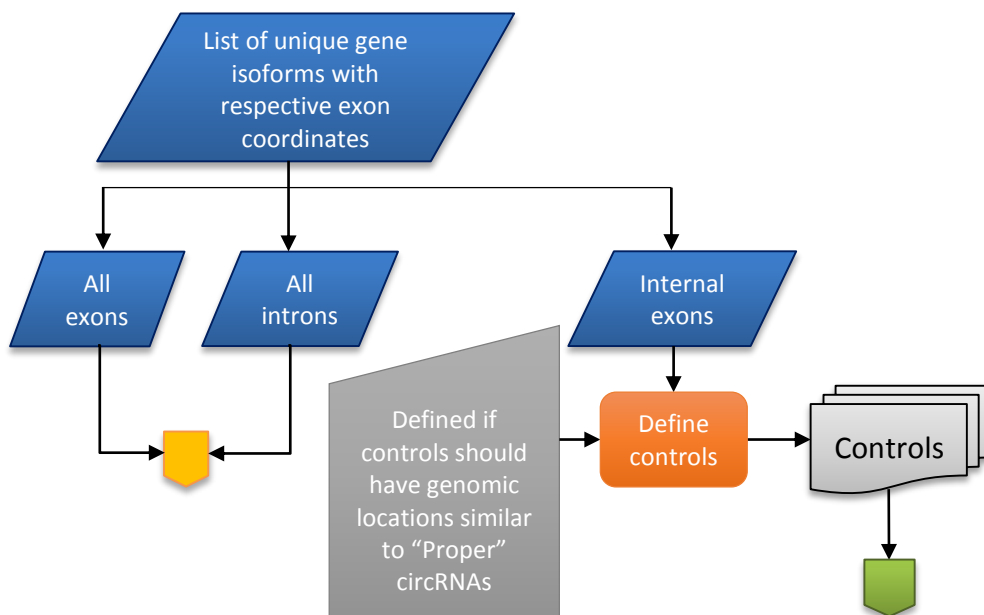 List of unique gene
isoforms with
respective exon
coordinates
All
exons
All
introns
Internal
exons
Defined if
controls should
have genomic
locations similar
to “Proper”
circRNAs
Define
controls
Controls